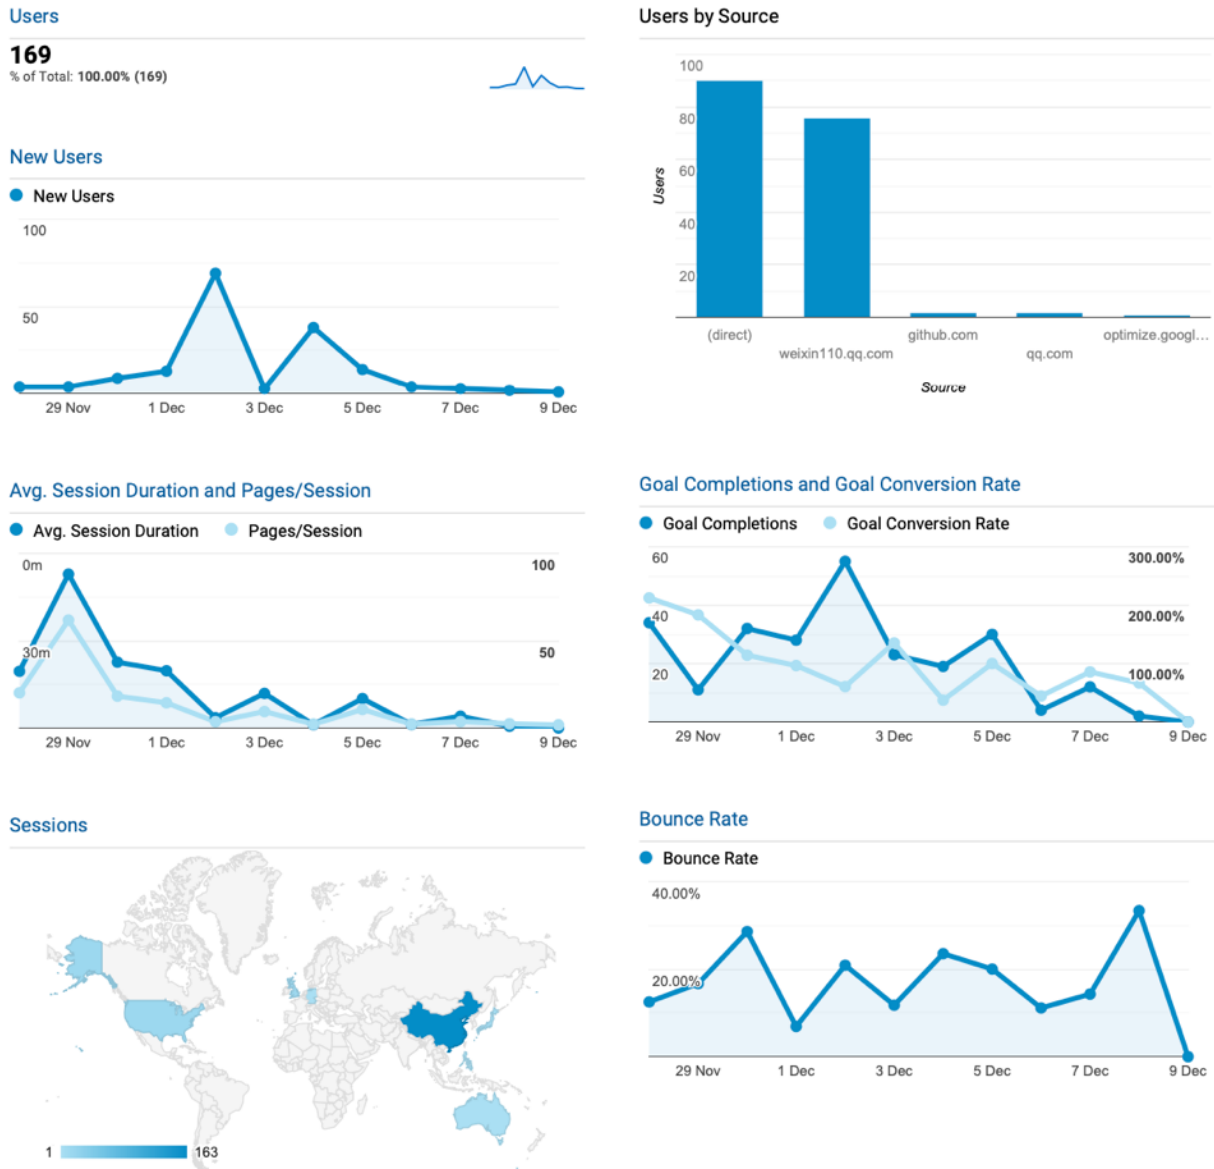 Users
169
% of Total: 100.00% (169)
New Users
New Users
100
50
29 Nov 1 Dec 3 Dec 5 Dec 7 Dec 9 Dec
Users by Source
100
80
60
40
20
Users
(direct) github.com optimize.googl...
weixin110.qq.com qq.com
Source
Avg. Session Duration and Pages/Session
Avg. Session Duration Pages/Session
0m 100
30m 50
29 Nov 1 Dec 3 Dec 5 Dec 7 Dec 9 Dec
Goal Completions and Goal Conversion Rate
Goal Completions Goal Conversion Rate
60 300.00%
40 200.00%
20 100.00%
29 Nov 1 Dec 3 Dec 5 Dec 7 Dec 9 Dec
Sessions
1 163
Bounce Rate
Bounce Rate
40.00%
20.00%
29 Nov 1 Dec 3 Dec 5 Dec 7 Dec 9 Dec